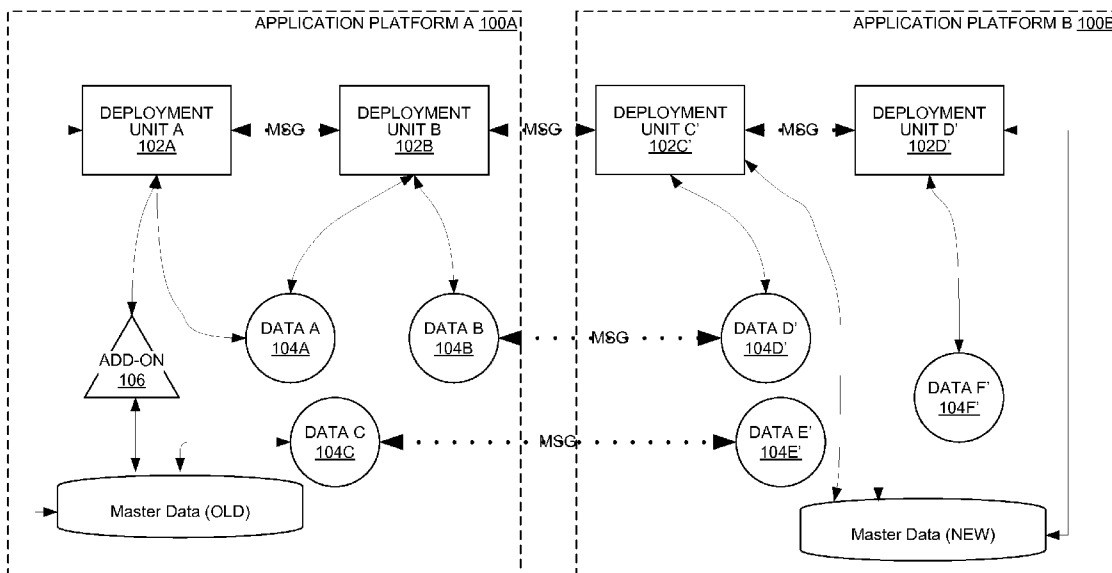 APPLICATION PLATFORM A 100A
APPLICATION PLATFORM B 100B
DEPLOYMENT
UNIT A
102A
MSG
DEPLOYMENT
UNIT B
102B
MSG
DEPLOYMENT
UNIT C'
102C'
MSG
DEPLOYMENT
UNIT D'
102D'
ADD-ON
106
DATA A
104A
DATA B
104B
MSG
DATA D'
104D'
DATA F'
104F'
DATA C
104C
MSG
DATA E'
104E'
Master Data (OLD)
Master Data (NEW)